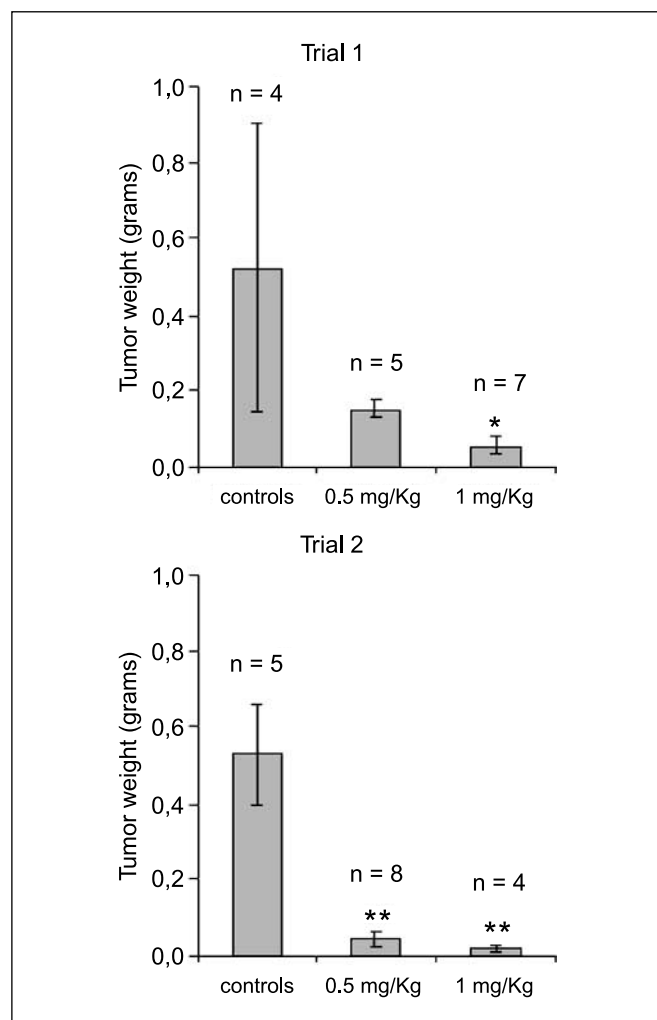 Trial 1
1,0
n = 4
0,8
0,6
Tumor weight (grams)
0,4
n = 5
n = 7
0,2
*
0,0
controls 0.5 mg/Kg 1 mg/Kg
Trial 2
1,0
0,8
n = 5
0,6
Tumor weight (grams)
0,4
n = 8
n = 4
0,2
** **
0,0
controls 0.5 mg/Kg 1 mg/Kg